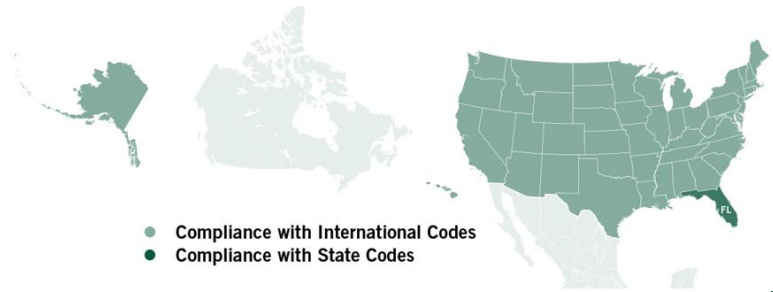 FL
Compliance with International Codes
Compliance with State Codes